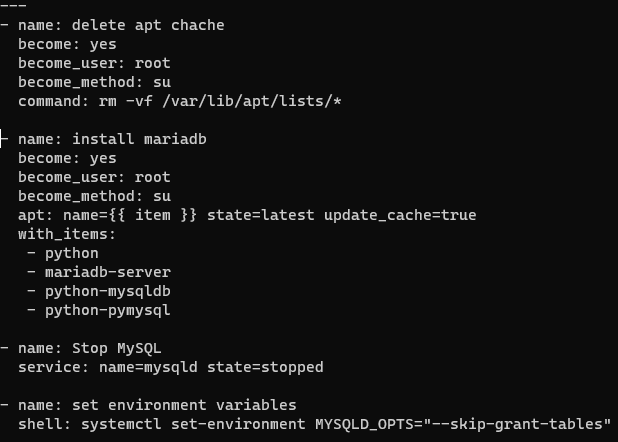 ---
- name: delete apt chache
  become: yes
  become_user: root
  become_method: su
  command: rm -vf /var/lib/apt/lists/*

- name: install mariadb
  become: yes
  become_user: root
  become_method: su
  apt: name={{ item }} state=latest update_cache=true
  with_items:
   - python
   - mariadb-server
   - python-mysqldb
   - python-pymysql

- name: Stop MySQL
  service: name=mysqld state=stopped

- name: set environment variables
  shell: systemctl set-environment MYSQLD_OPTS="--skip-grant-tables"